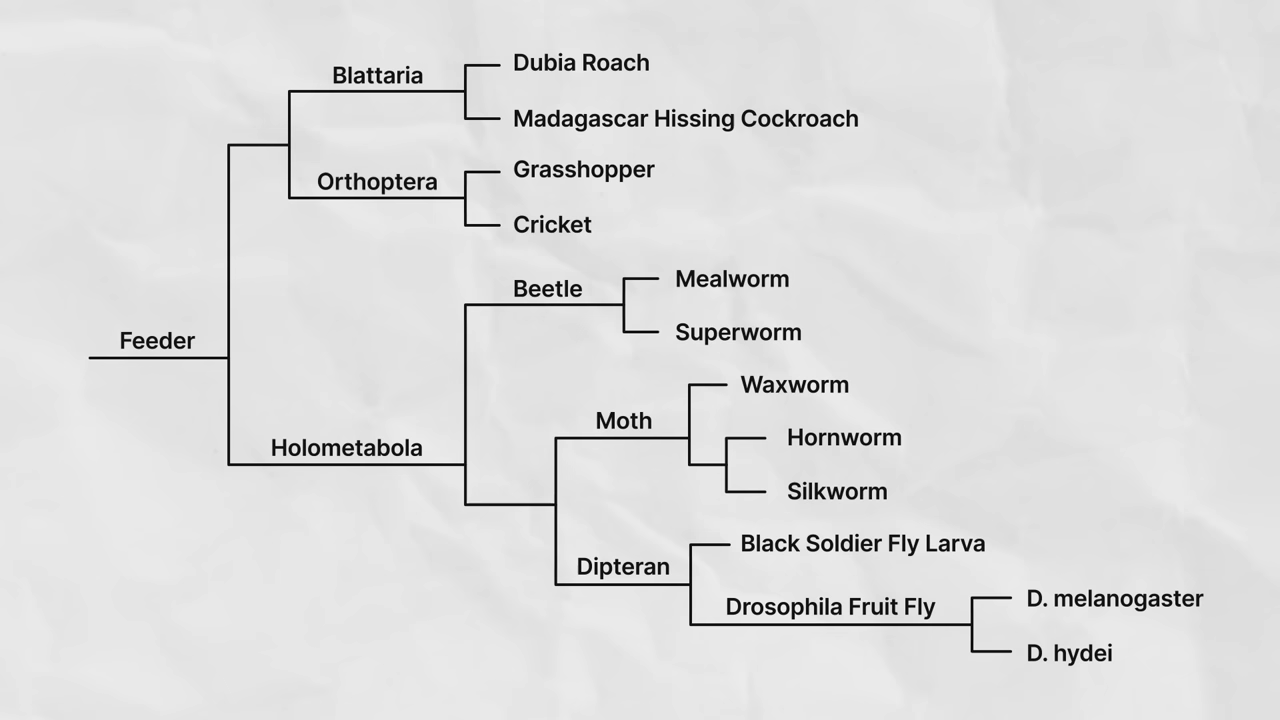 Blattaria
Dubia Roach
Madagascar Hissing Cockroach
Orthoptera
Grasshopper
Cricket
Feeder
Beetle
Mealworm
Superworm
Holometabola
Moth
Waxworm
Hornworm
Silkworm
Dipteran
Black Soldier Fly Larva
Drosophila Fruit Fly
D. melanogaster
D. hydei